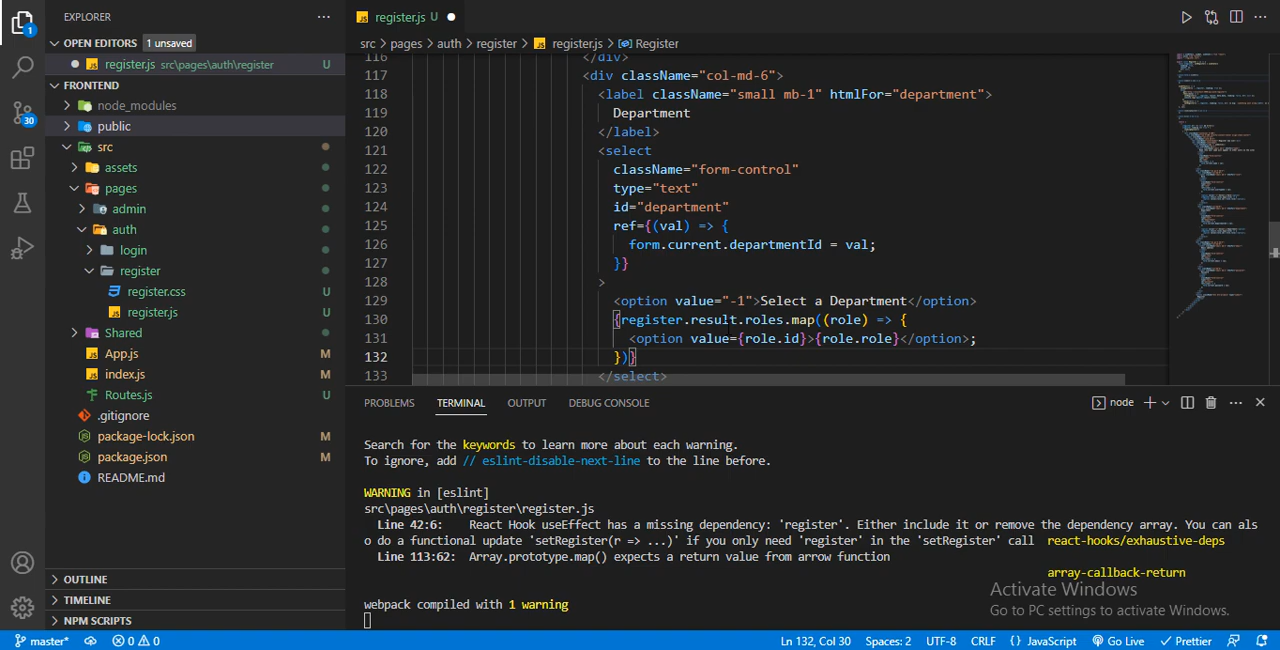 EXPLORER
register.js U
OPEN EDITORS 1 unsaved
src > pages > auth > register > register.js > Register
register.js src\pages\auth\register U
FRONTEND
node_modules
public
src
assets
pages
admin
auth
login
register
register.css U
register.js U
Shared
App.js M
index.js M
Routes.js U
.gitignore
package-lock.json M
package.json M
README.md
OUTLINE
TIMELINE
NPM SCRIPTS
116 </div>
117 <div className="col-md-6">
118 <label className="small mb-1" htmlFor="department">
119 Department
120 </label>
121 <select
122 className="form-control"
123 type="text"
124 id="department"
125 ref={(val) => {
126 form.current.departmentId = val;
127 }}
128 >
129 <option value="-1">Select a Department</option>
130 {register.result.roles.map((role) => {
131 <option value={role.id}>{role.role}</option>;
132 })}
133 </select>
PROBLEMS TERMINAL OUTPUT DEBUG CONSOLE node
Search for the keywords to learn more about each warning.
To ignore, add // eslint-disable-next-line to the line before.
WARNING in [eslint]
src\pages\auth\register\register.js
Line 42:6: React Hook useEffect has a missing dependency: 'register'. Either include it or remove the dependency array. You can als
o do a functional update 'setRegister(r => ...)' if you only need 'register' in the 'setRegister' call react-hooks/exhaustive-deps
Line 113:62: Array.prototype.map() expects a return value from arrow function
array-callback-return
Activate Windows
webpack compiled with 1 warning
Go to PC settings to activate Windows.
1
30
master* 0 0 Ln 132, Col 30 Spaces: 2 UTF-8 CRLF {} JavaScript Go Live Prettier